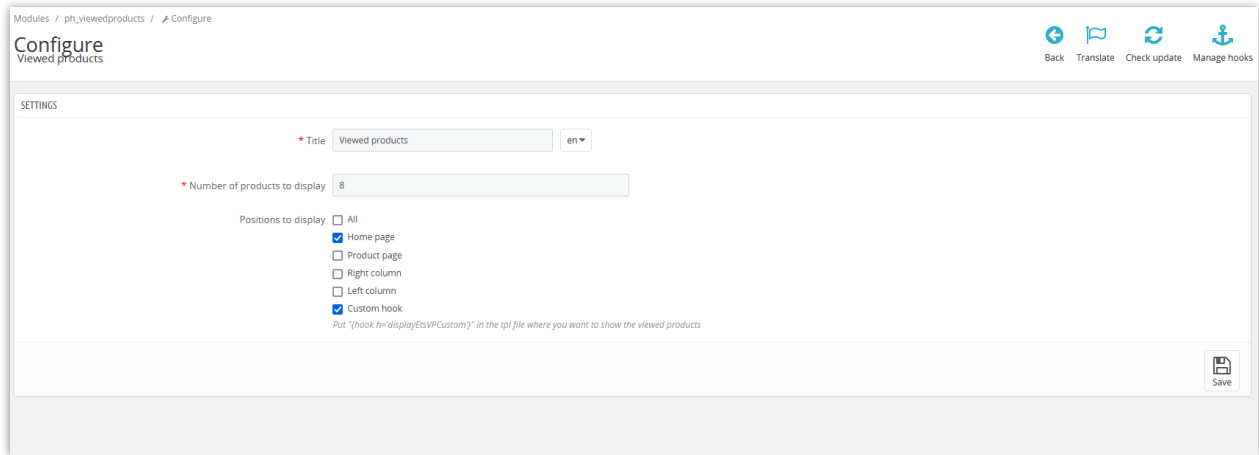 Modules / ph_viewedproducts / Configure
Configure
Viewed products
Back Translate Check update Manage hooks
SETTINGS
* Title Viewed products en
* Number of products to display 8
Positions to display All
Home page
Product page
Right column
Left column
Custom hook
Put "{hook h='displayEtsVPCustom'}" in the tpl file where you want to show the viewed products
Save